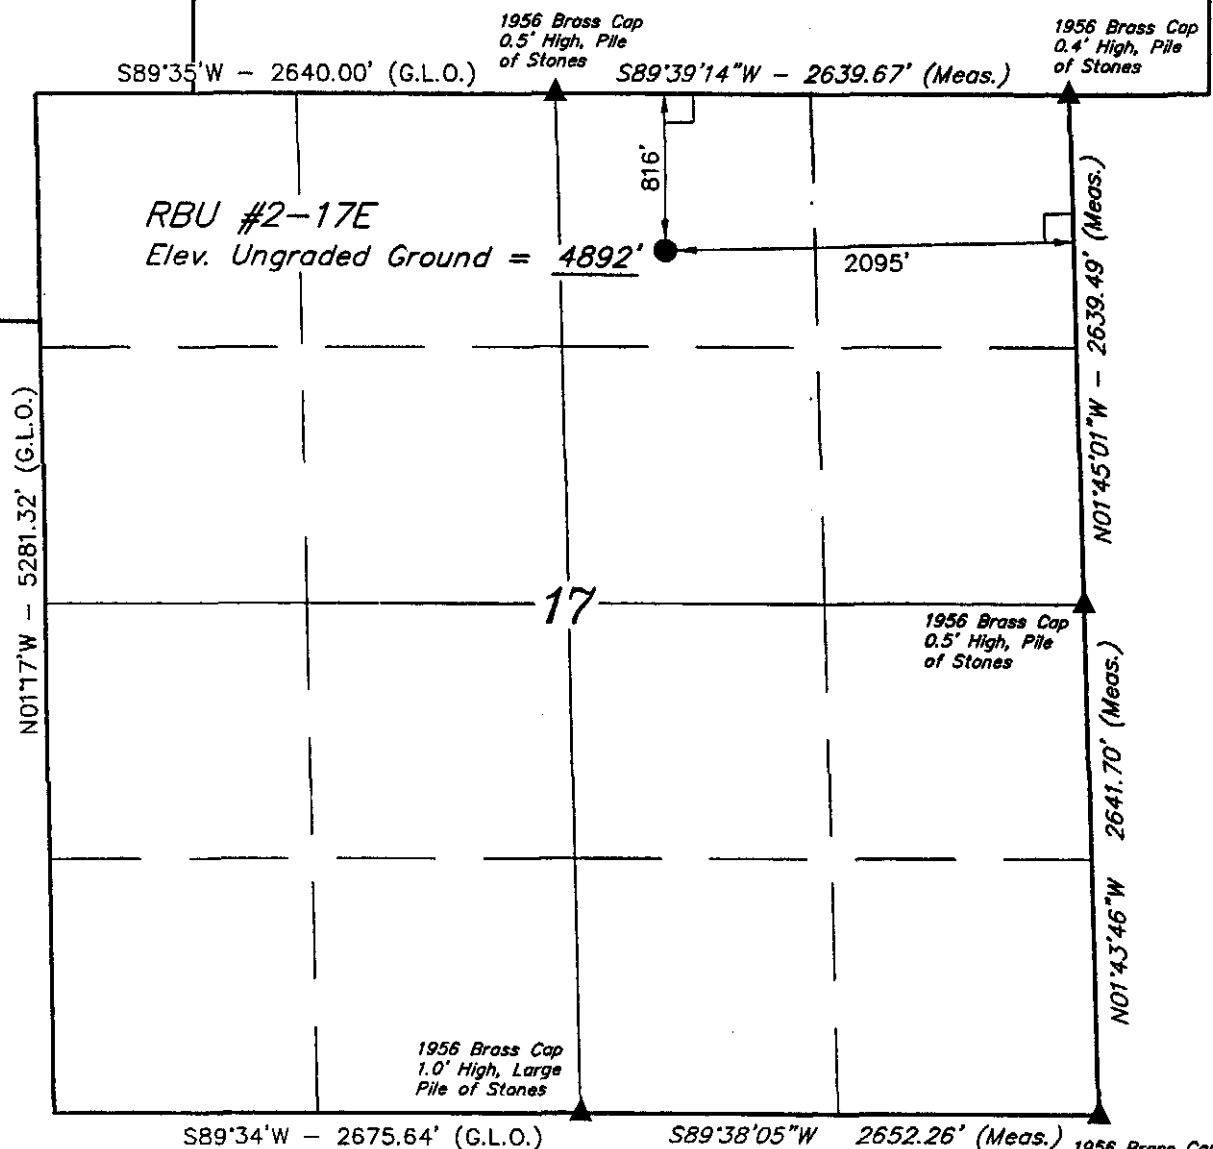 1956 Brass Cap
0.5' High, Pile
of Stones
1956 Brass Cap
0.4' High, Pile
of Stones
S89°35'W - 2640.00' (G.L.O.)
S89°39'14"W - 2639.67' (Meas.)
816'
RBU #2-17E
Elev. Ungraded Ground = 4892'
2095'
N01°45'01"W - 2639.49' (Meas.)
N01°17'W - 5281.32' (G.L.O.)
17
1956 Brass Cap
0.5' High, Pile
of Stones
N01°43'46"W 2641.70' (Meas.)
1956 Brass Cap
1.0' High, Large
Pile of Stones
S89°34'W - 2675.64' (G.L.O.)
S89°38'05"W 2652.26' (Meas.)
1956 Brass Cap